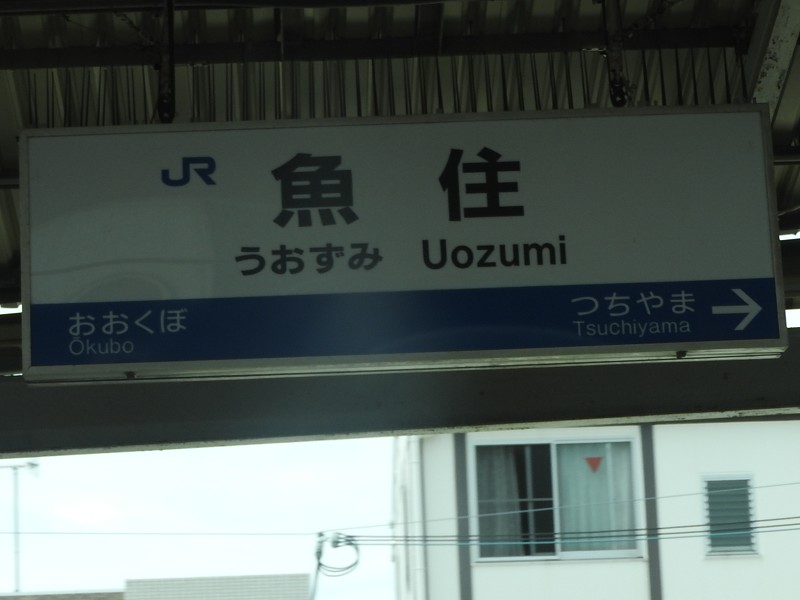 JR 魚住
うおずみ Uozumi
おおくぼ
Ōkubo
つちやま →
Tsuchiyama